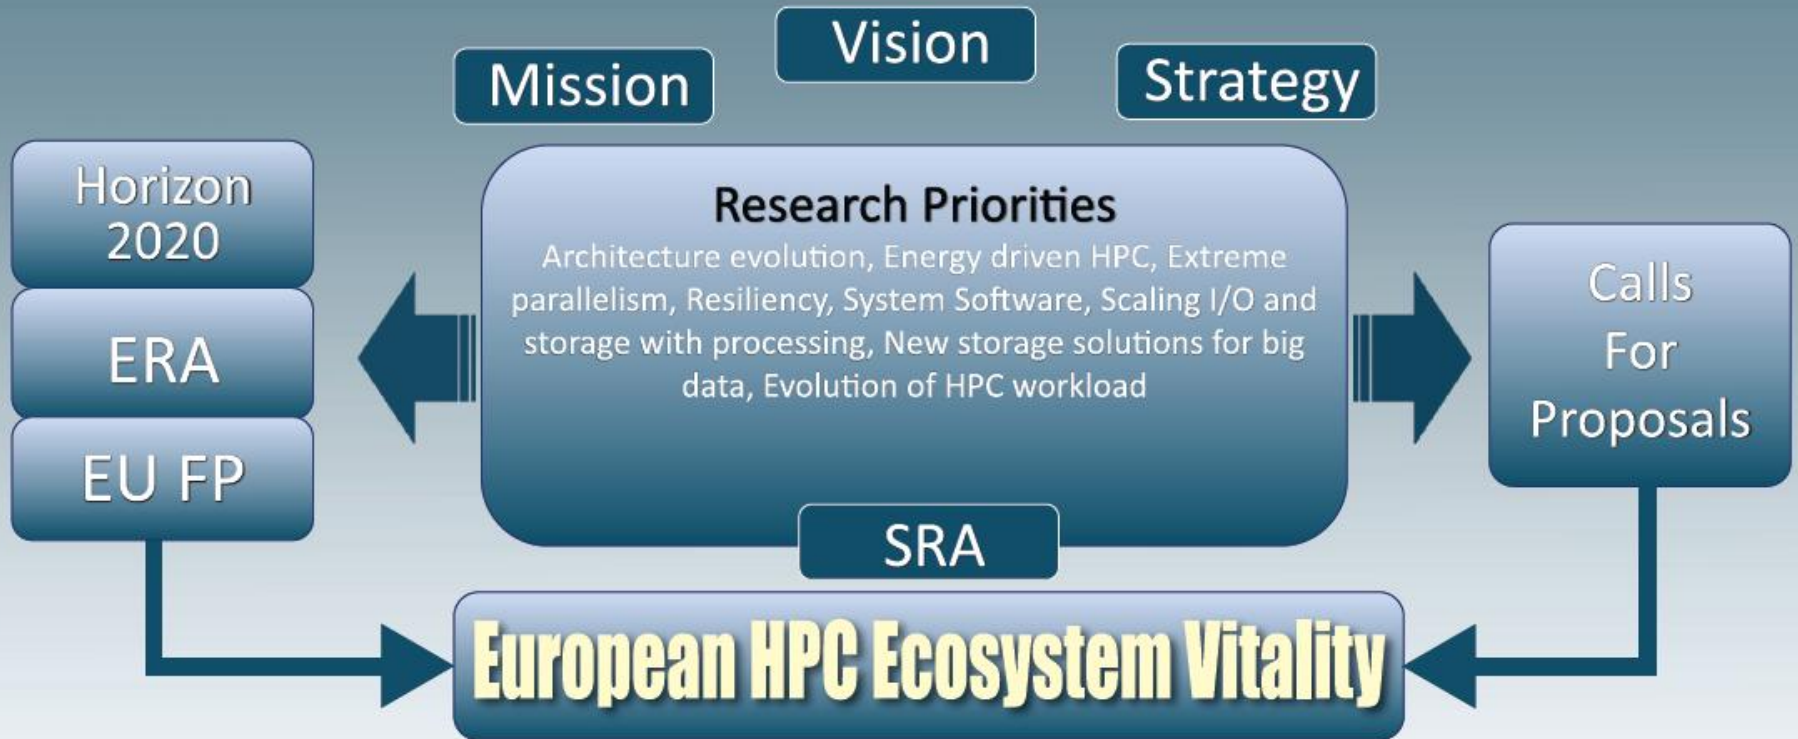 Vision
Mission
Strategy
Horizon
2020
ERA
EU FP
Research Priorities
Architecture evolution, Energy driven HPC, Extreme
parallelism, Resiliency, System Software, Scaling I/O and
storage with processing, New storage solutions for big
data, Evolution of HPC workload
SRA
Calls
For
Proposals
European HPC Ecosystem Vitality